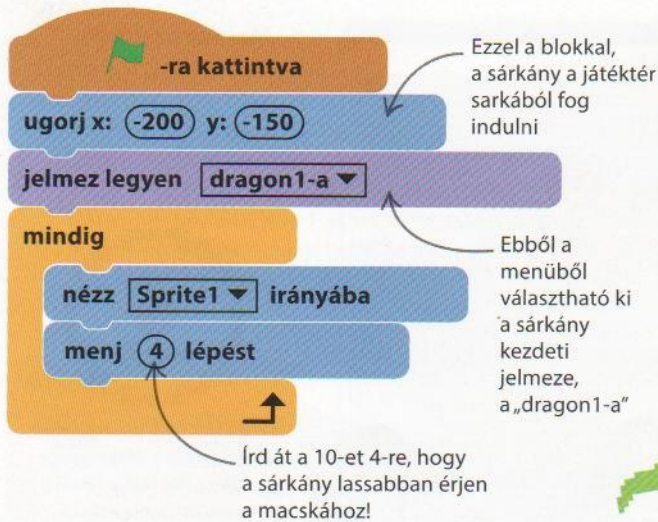 -ra kattintva
ugorj x: -200 y: -150
jelmez legyen dragon1-a
mindig
nézz Sprite1 irányába
menj 4 lépést
Ezzel a blokkal,
a sárkány a játéktér
sarkából fog
indulni
Ebből a
menüből
választható ki
a sárkány
kezdeti
jelmeze,
a „dragon1-a”
Írd át a 10-et 4-re, hogy
a sárkány lassabban érjen
a macskához!